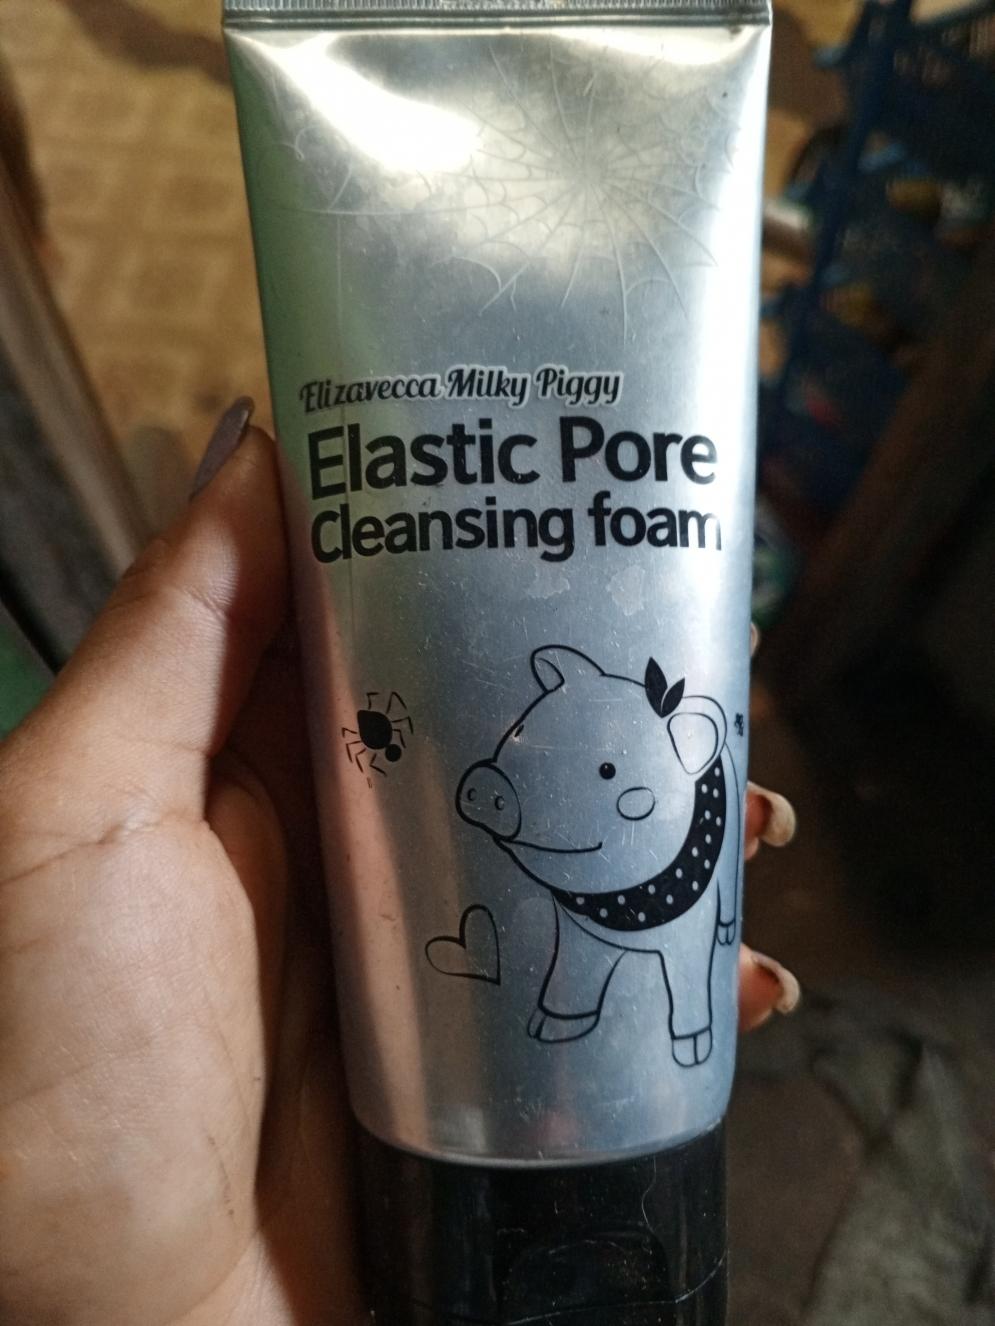 Elizavecca Milky Piggy
Elastic Pore
Cleansing foam